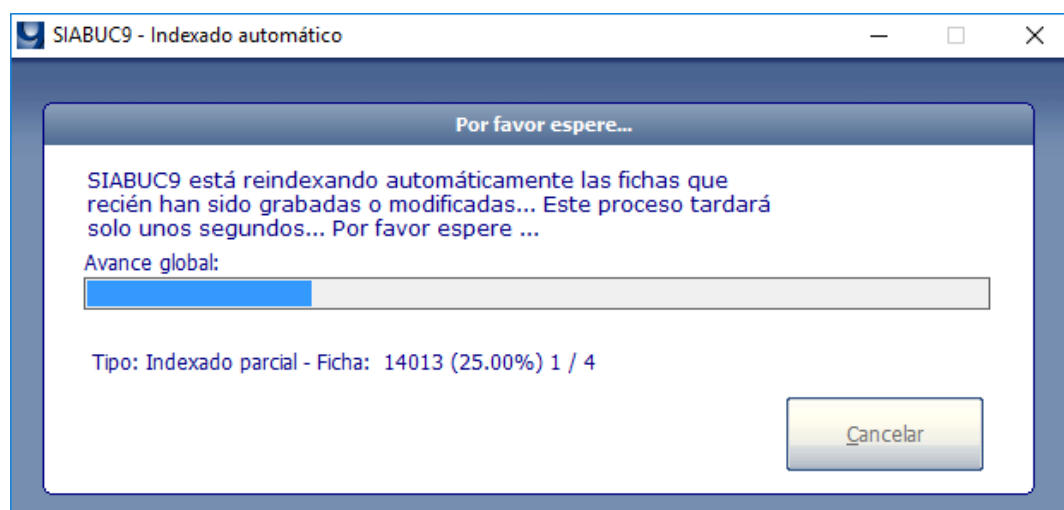 SIABUC9 - Indexado automático
Por favor espere...
SIABUC9 está reindexando automáticamente las fichas que
recién han sido grabadas o modificadas... Este proceso tardará
solo unos segundos... Por favor espere ...
Avance global:
Tipo: Indexado parcial - Ficha: 14013 (25.00%) 1 / 4
Cancelar